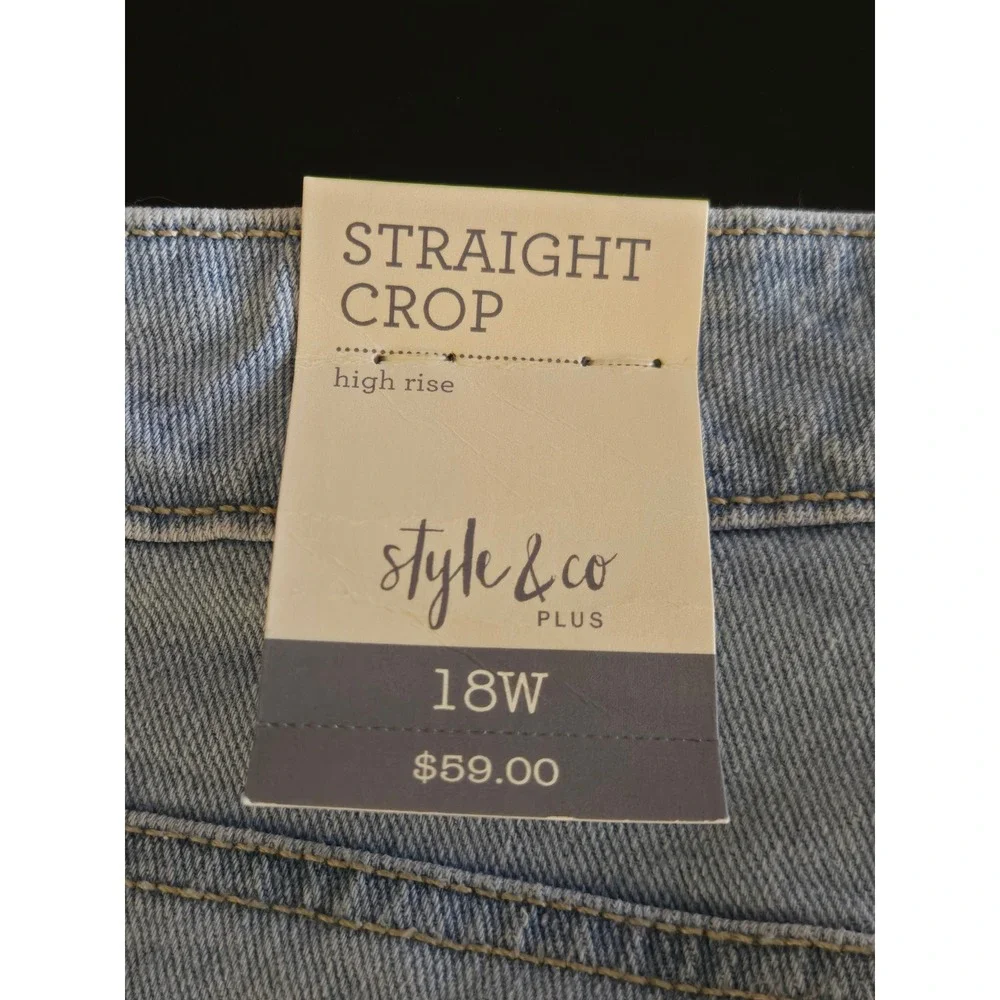 STRAIGHT
CROP
high rise
style & co
PLUS
18W
$59.00